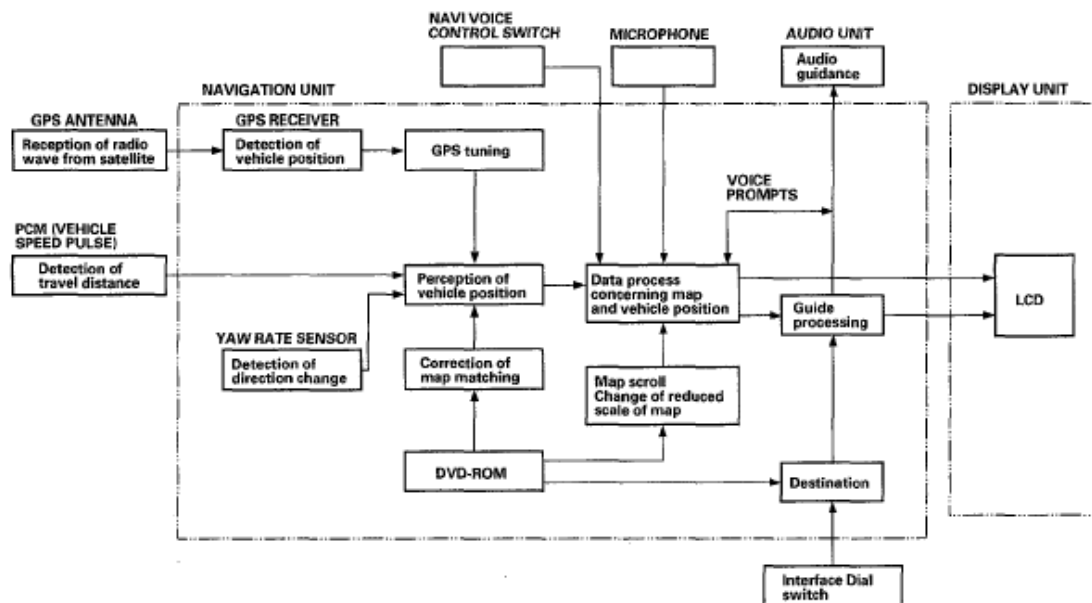 NAVI VOICE
CONTROL SWITCH
MICROPHONE
AUDIO UNIT
Audio
guidance
NAVIGATION UNIT
DISPLAY UNIT
GPS ANTENNA
Reception of radio
wave from satellite
GPS RECEIVER
Detection of
vehicle position
GPS tuning
VOICE
PROMPTS
PCM (VEHICLE
SPEED PULSE)
Detection of
travel distance
Perception of
vehicle position
Data process
concerning map
and vehicle position
Guide
processing
LCD
YAW RATE SENSOR
Detection of
direction change
Correction of
map matching
Map scroll
Change of reduced
scale of map
DVD-ROM
Destination
Interface Dial
switch